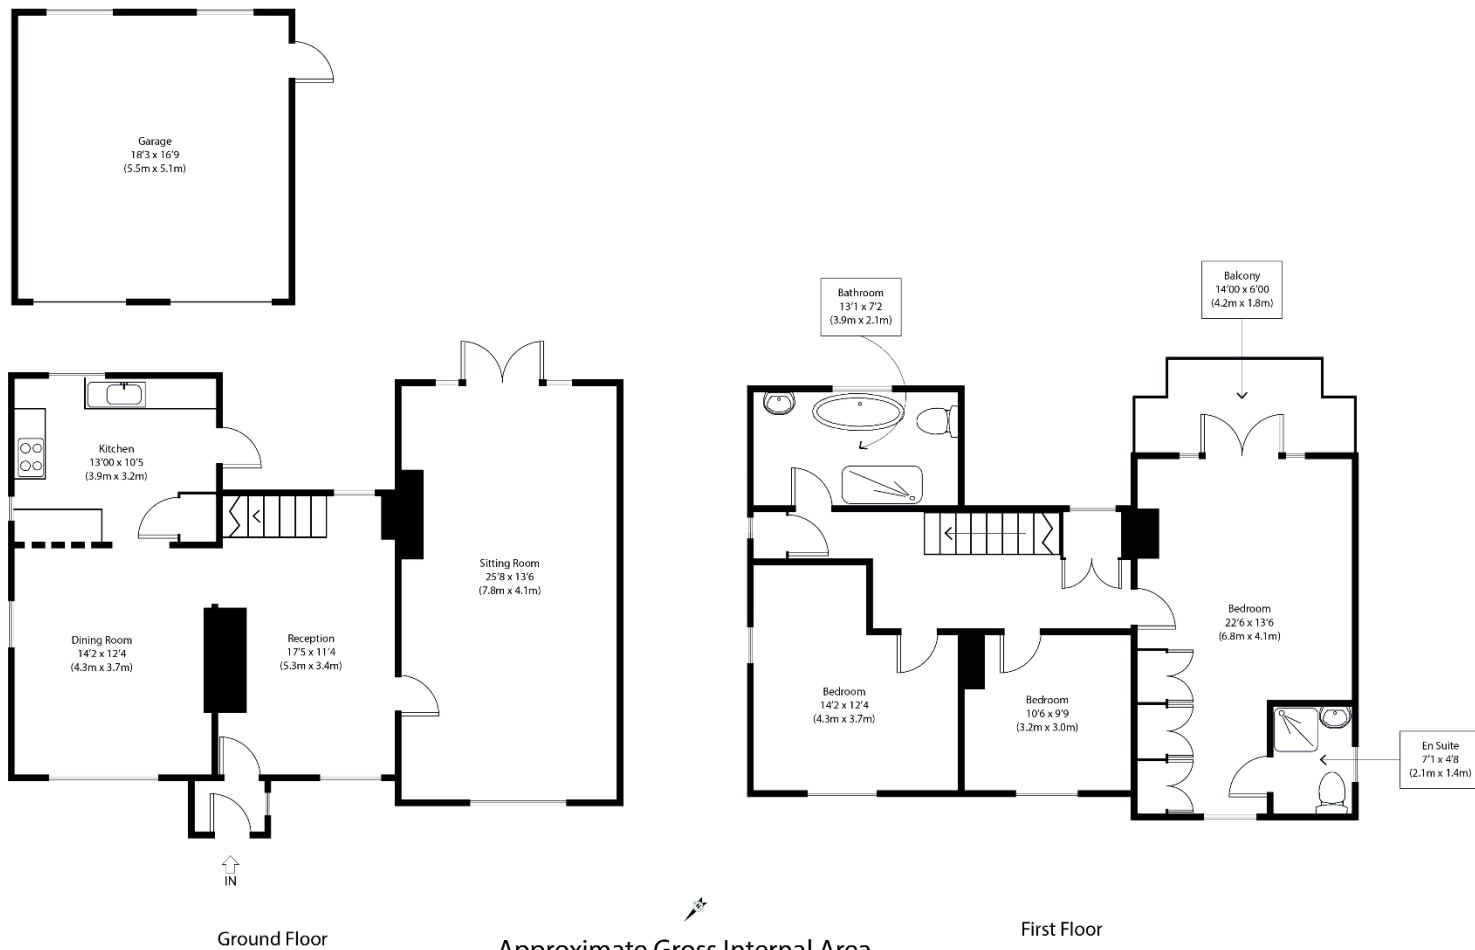 Garage
18'3 x 16'9
(5.5m x 5.1m)
Kitchen
13'00 x 10'5
(3.9m x 3.2m)
Dining Room
14'2 x 12'4
(4.3m x 3.7m)
Reception
17'5 x 11'4
(5.3m x 3.4m)
Sitting Room
25'8 x 13'6
(7.8m x 4.1m)
IN
Ground Floor
Bathroom
13'1 x 7'2
(3.9m x 2.1m)
Balcony
14'00 x 6'00
(4.2m x 1.8m)
Bedroom
22'6 x 13'6
(6.8m x 4.1m)
Bedroom
14'2 x 12'4
(4.3m x 3.7m)
Bedroom
10'6 x 9'9
(3.2m x 3.0m)
En Suite
7'1 x 4'8
(2.1m x 1.4m)
First Floor
Approximate Gross Internal Area